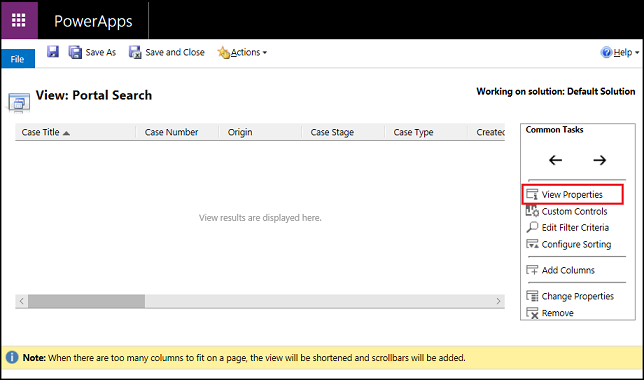 PowerApps
File Save As Save and Close Actions Help
View: Portal Search
Working on solution: Default Solution
Case Title Case Number Origin Case Stage Case Type Created
View results are displayed here.
Common Tasks
View Properties
Custom Controls
Edit Filter Criteria
Configure Sorting
Add Columns
Change Properties
Remove
Note: When there are too many columns to fit on a page, the view will be shortened and scrollbars will be added.